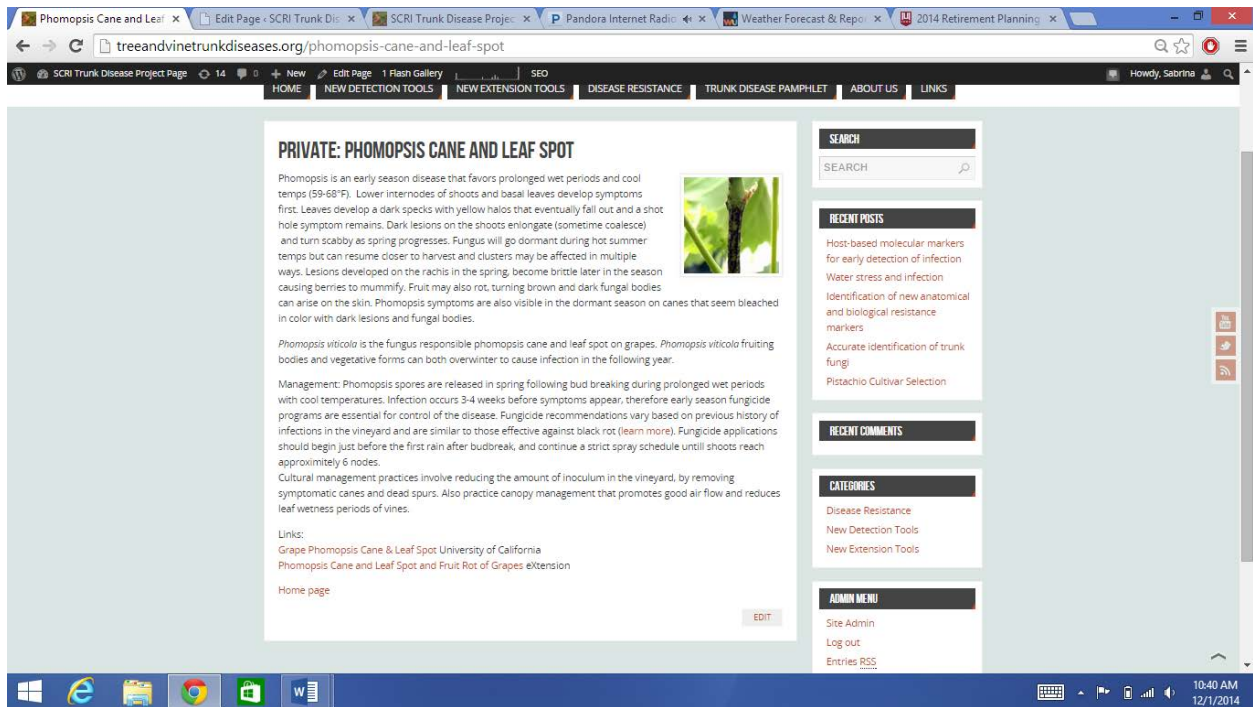 Phomopsis Cane and Leaf
Edit Page ‹ SCRI Trunk Dis
SCRI Trunk Disease Projec
Pandora Internet Radio
Weather Forecast & Repo
2014 Retirement Planning
treeandvinetrunkdiseases.org/phomopsis-cane-and-leaf-spot
SCRI Trunk Disease Project Page 14 0 + New Edit Page 1 Flash Gallery SEO Howdy, Sabrina
HOME NEW DETECTION TOOLS NEW EXTENSION TOOLS DISEASE RESISTANCE TRUNK DISEASE PAMPHLET ABOUT US LINKS
PRIVATE: PHOMOPSIS CANE AND LEAF SPOT
Phomopsis is an early season disease that favors prolonged wet periods and cool
temps (59-68°F). Lower internodes of shoots and basal leaves develop symptoms
first. Leaves develop a dark specks with yellow halos that eventually fall out and a shot
hole symptom remains. Dark lesions on the shoots enlongate (sometime coalesce)
and turn scabby as spring progresses. Fungus will go dormant during hot summer
temps but can resume closer to harvest and clusters may be affected in multiple
ways. Lesions developed on the rachis in the spring, become brittle later in the season
causing berries to mummify. Fruit may also rot, turning brown and dark fungal bodies
can arise on the skin. Phomopsis symptoms are also visible in the dormant season on canes that seem bleached
in color with dark lesions and fungal bodies.
Phomopsis viticola is the fungus responsible phomopsis cane and leaf spot on grapes. Phomopsis viticola fruiting
bodies and vegetative forms can both overwinter to cause infection in the following year.
Management: Phomopsis spores are released in spring following bud breaking during prolonged wet periods
with cool temperatures. Infection occurs 3-4 weeks before symptoms appear, therefore early season fungicide
programs are essential for control of the disease. Fungicide recommendations vary based on previous history of
infections in the vineyard and are similar to those effective against black rot (learn more). Fungicide applications
should begin just before the first rain after budbreak, and continue a strict spray schedule untill shoots reach
approximitely 6 nodes.
Cultural management practices involve reducing the amount of inoculum in the vineyard, by removing
symptomatic canes and dead spurs. Also practice canopy management that promotes good air flow and reduces
leaf wetness periods of vines.
Links:
Grape Phomopsis Cane & Leaf Spot University of California
Phomopsis Cane and Leaf Spot and Fruit Rot of Grapes eXtension
Home page
EDIT
SEARCH
SEARCH
RECENT POSTS
Host-based molecular markers
for early detection of infection
Water stress and infection
Identification of new anatomical
and biological resistance
markers
Accurate identification of trunk
fungi
Pistachio Cultivar Selection
RECENT COMMENTS
CATEGORIES
Disease Resistance
New Detection Tools
New Extension Tools
ADMIN MENU
Site Admin
Log out
Entries RSS
You
10:40 AM
12/1/2014